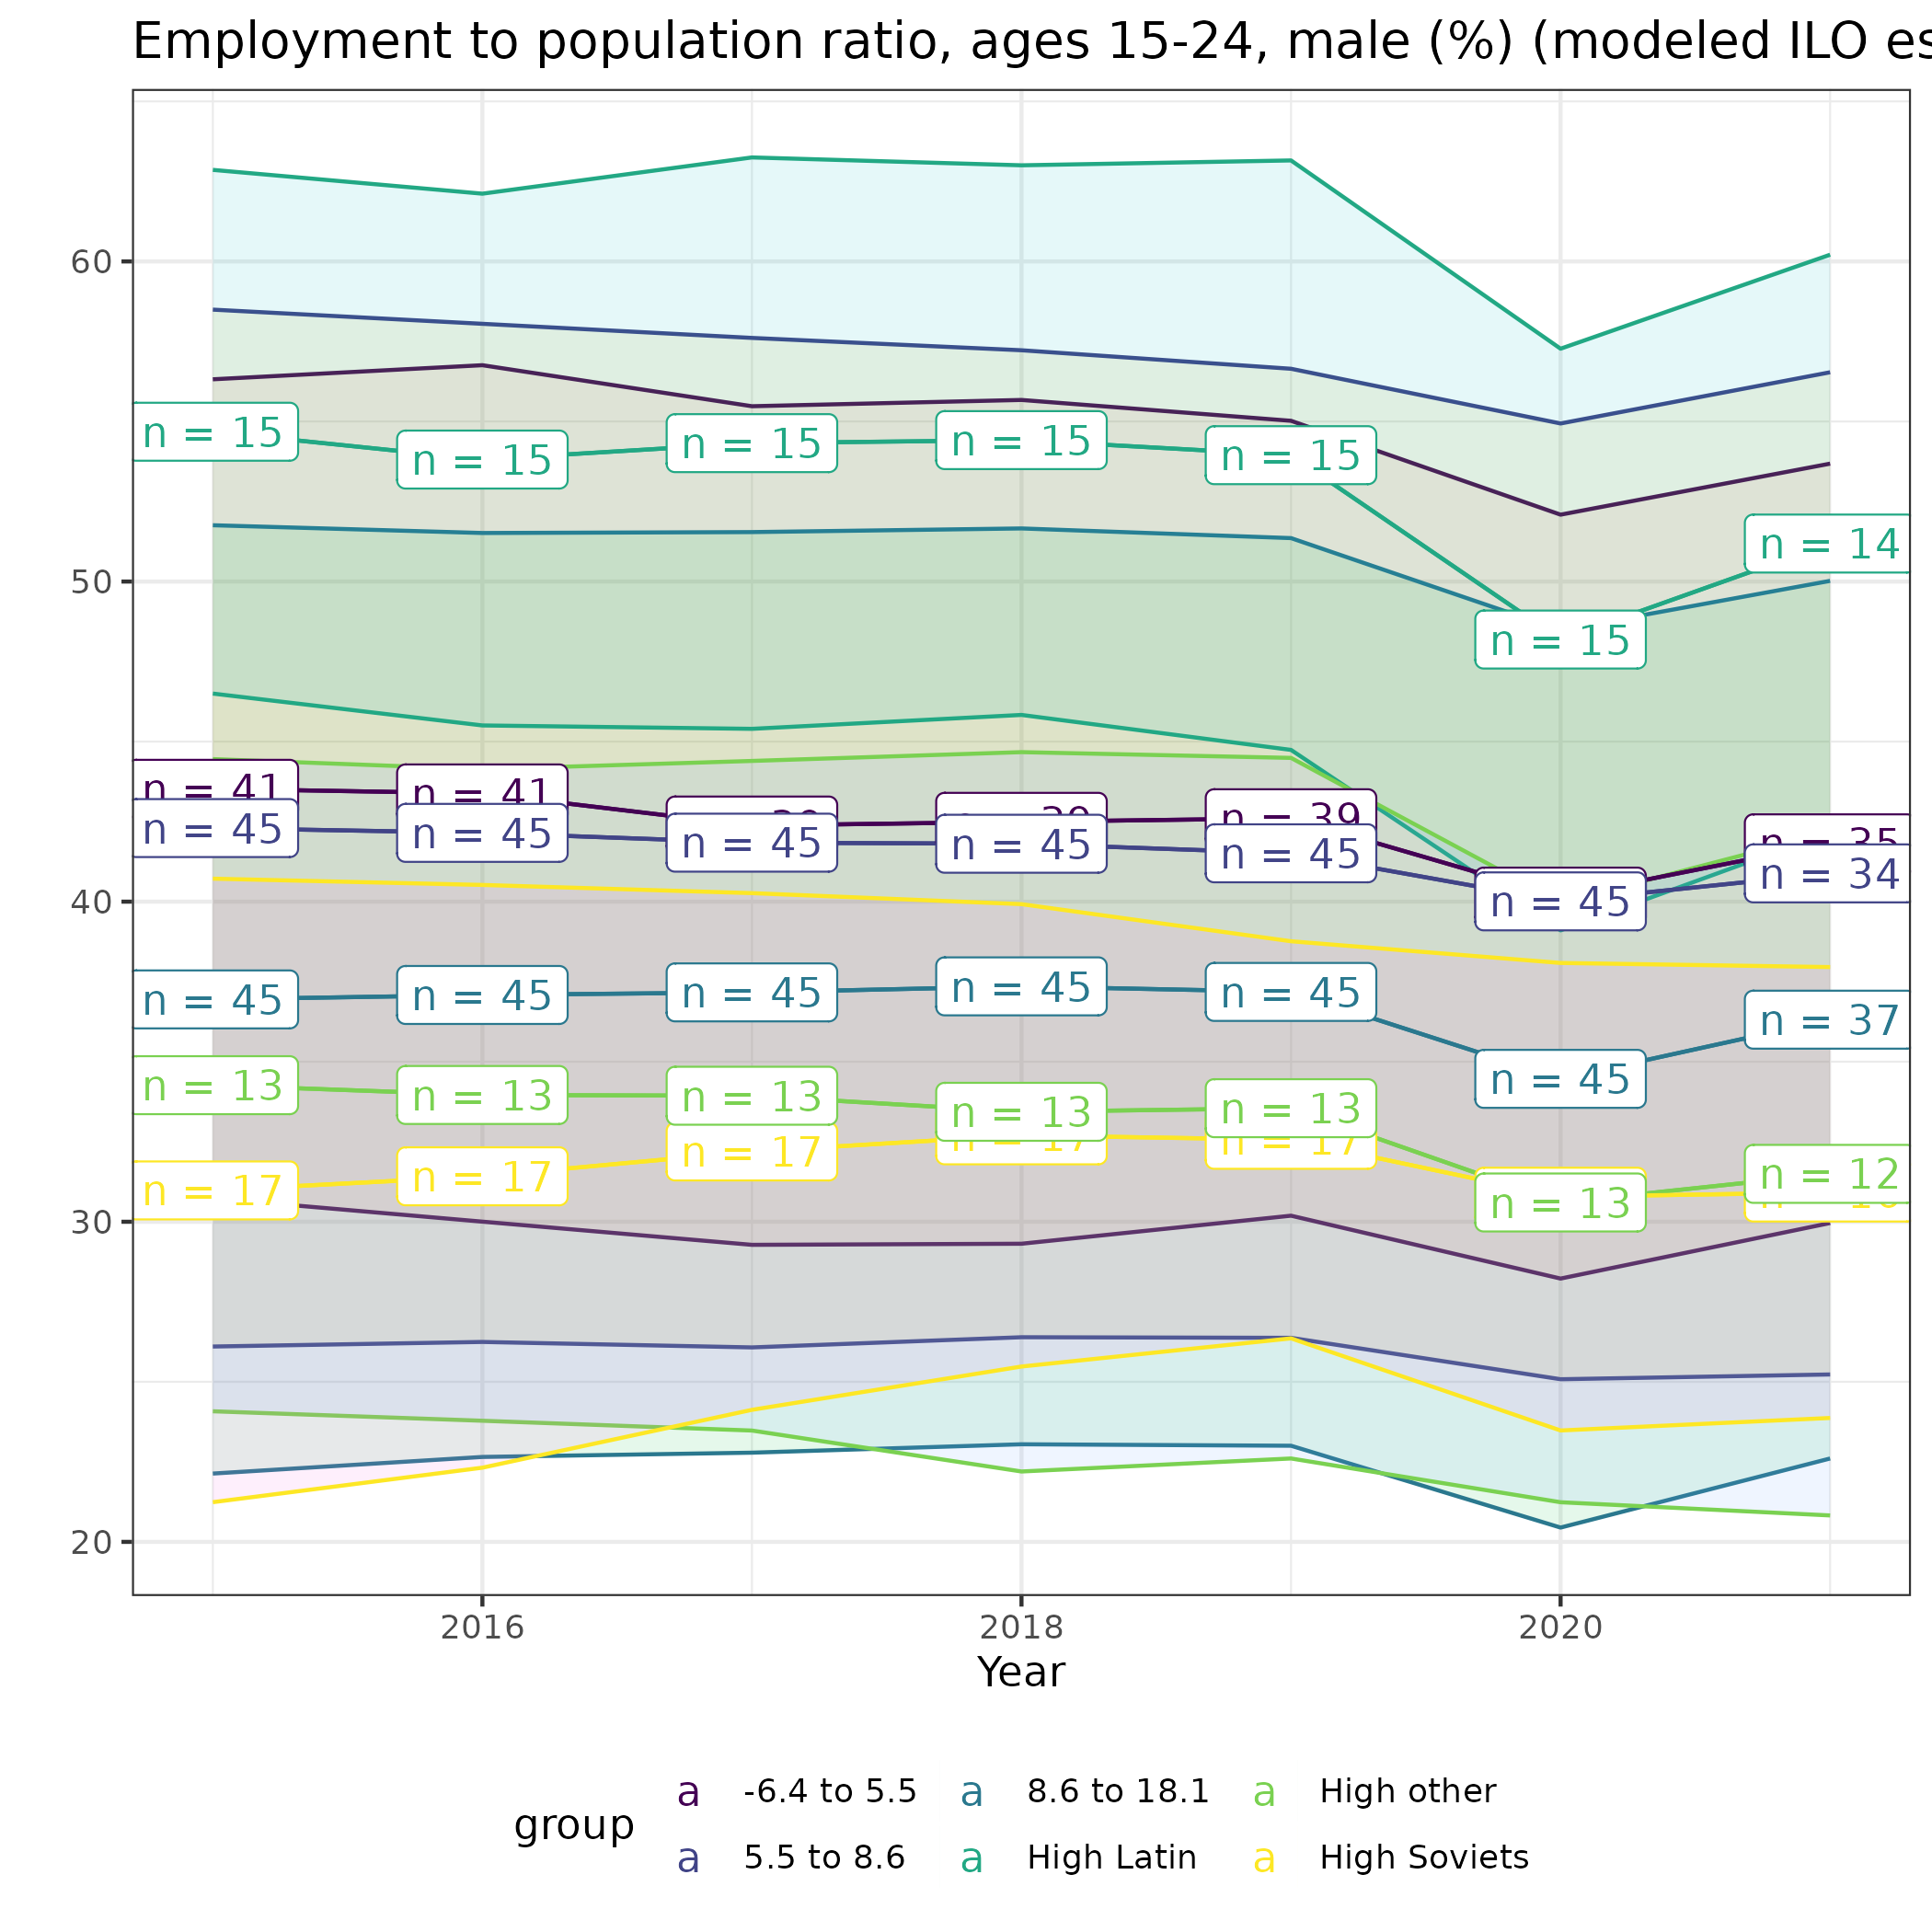 Employment to population ratio, ages 15-24, male (%) (modeled ILO es
60
n = 15 n = 15 n = 15 n = 15 n = 15
n = 14
50
n = 15
n = 41 n = 41 n = 39 n = 35
n = 45 n = 45 n = 45 n = 45 n = 45 n = 45 n = 34
40
n = 45 n = 45 n = 45 n = 45 n = 45 n = 45 n = 37
n = 13 n = 13 n = 13 n = 13 n = 13 n = 13 n = 12
n = 17 n = 17 n = 17 n = 17 n = 17
30
20
2016 2018 2020
Year
group
a -6.4 to 5.5 a 8.6 to 18.1 a High other
a 5.5 to 8.6 a High Latin a High Soviets